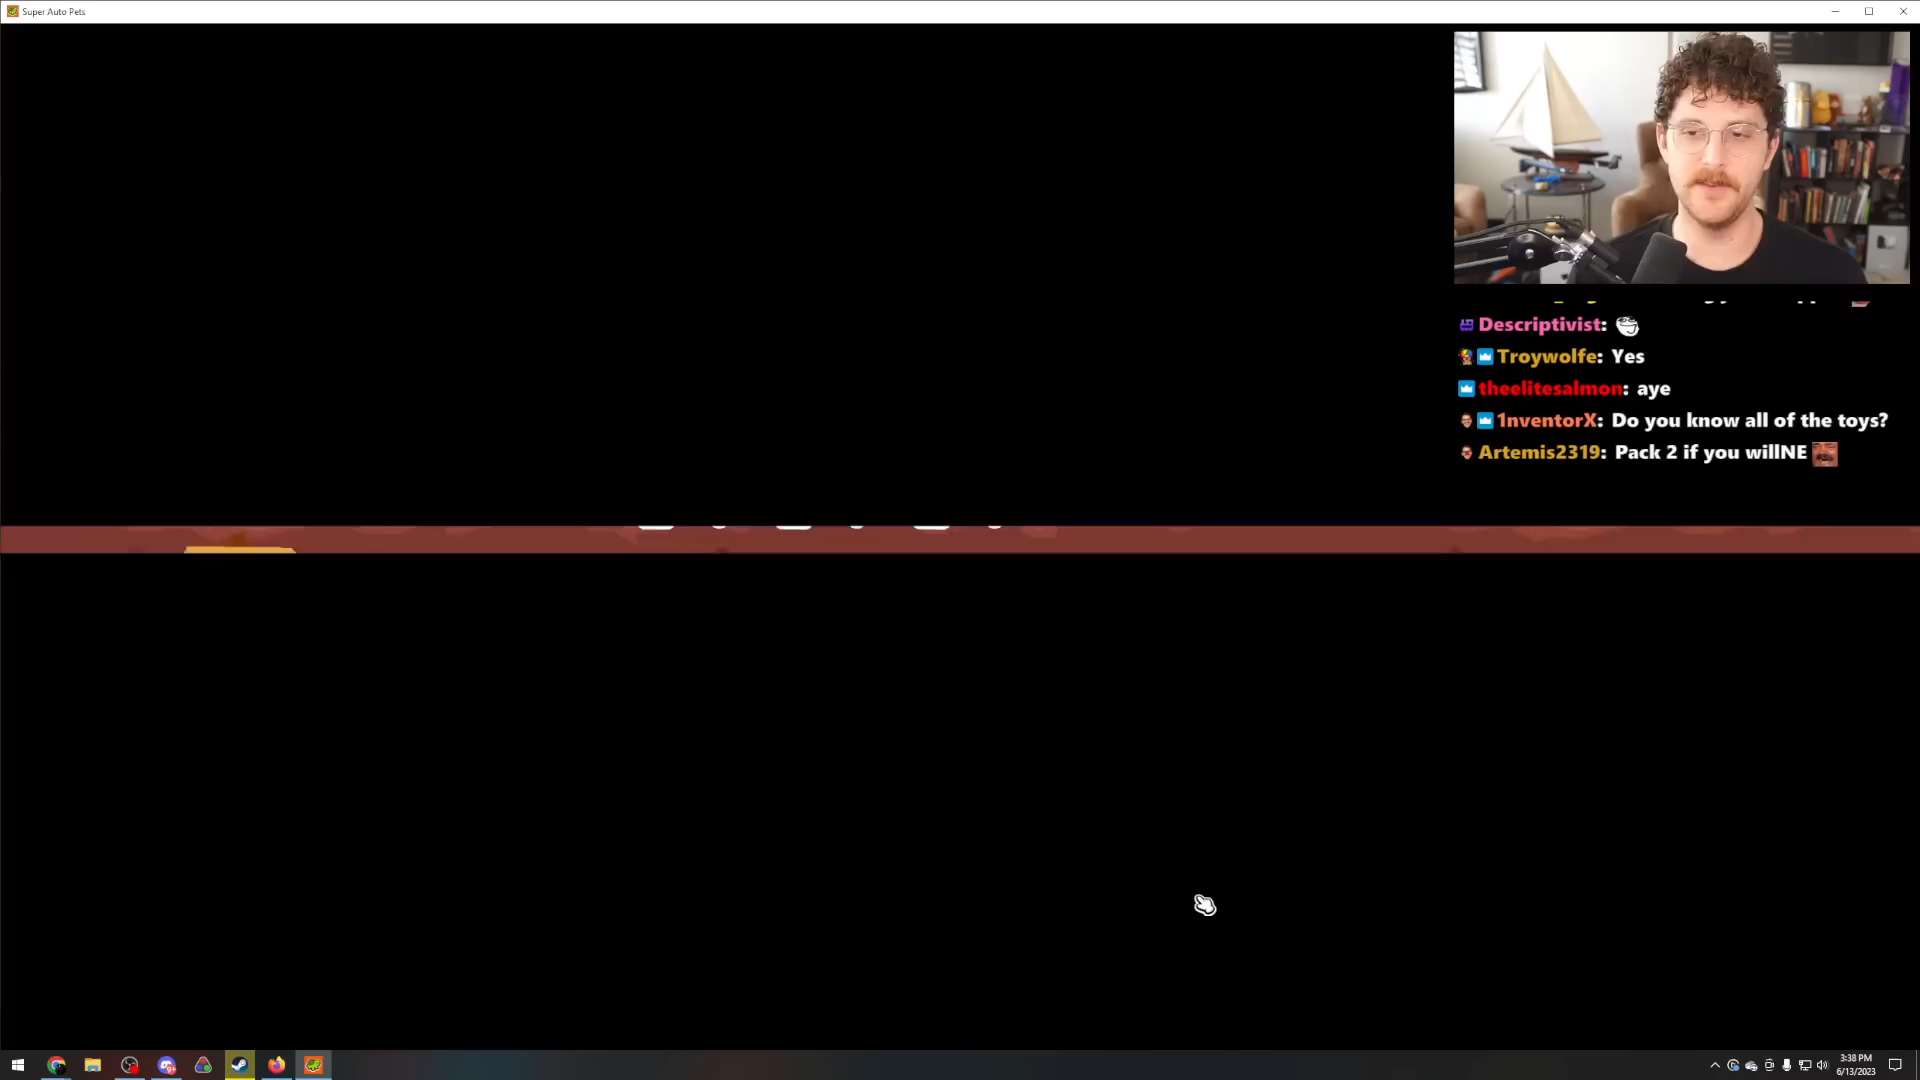 Super Auto Pets
Descriptivist:
Troywolfe: Yes
theelitesalmon: aye
1nventorX: Do you know all of the toys?
Artemis2319: Pack 2 if you willNE
3:38 PM
6/13/2023